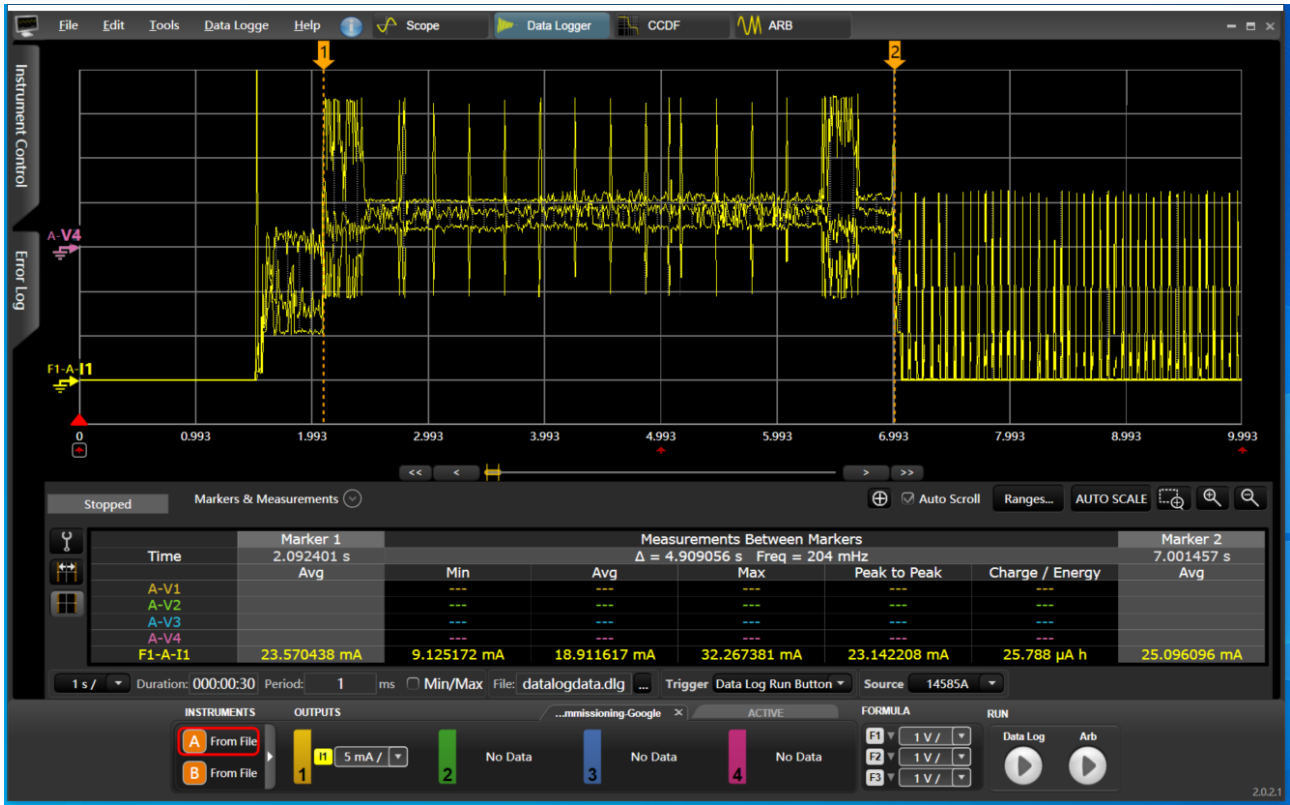 File Edit Tools Data Logge Help Scope Data Logger CCDF ARB
1 2
Instrument Control
Error Log
A-V4
F1-A-I1
0 0.993 1.993 2.993 3.993 4.993 5.993 6.993 7.993 8.993 9.993
<< < > >>
Stopped Markers & Measurements Auto Scroll Ranges... AUTO SCALE
Marker 1 Measurements Between Markers Marker 2
Time 2.092401 s Δ = 4.909056 s Freq = 204 mHz 7.001457 s
Avg Min Avg Max Peak to Peak Charge / Energy Avg
A-V1 --- --- --- --- ---
A-V2 --- --- --- --- ---
A-V3 --- --- --- --- ---
A-V4 --- --- --- --- ---
F1-A-I1 23.570438 mA 9.125172 mA 18.911617 mA 32.267381 mA 23.142208 mA 25.788 µA h 25.096096 mA
1 s/ Duration: 000:00:30 Period: 1 ms Min/Max File: datalogdata.dlg ... Trigger Data Log Run Button Source 14585A
INSTRUMENTS OUTPUTS ...mmissioning-Google × ACTIVE FORMULA RUN
A From File 1 I1 5 mA / 2 No Data 3 No Data 4 No Data F1 1 V / Data Log Arb
F2 1 V /
B From File F3 1 V /
2.0.2.1